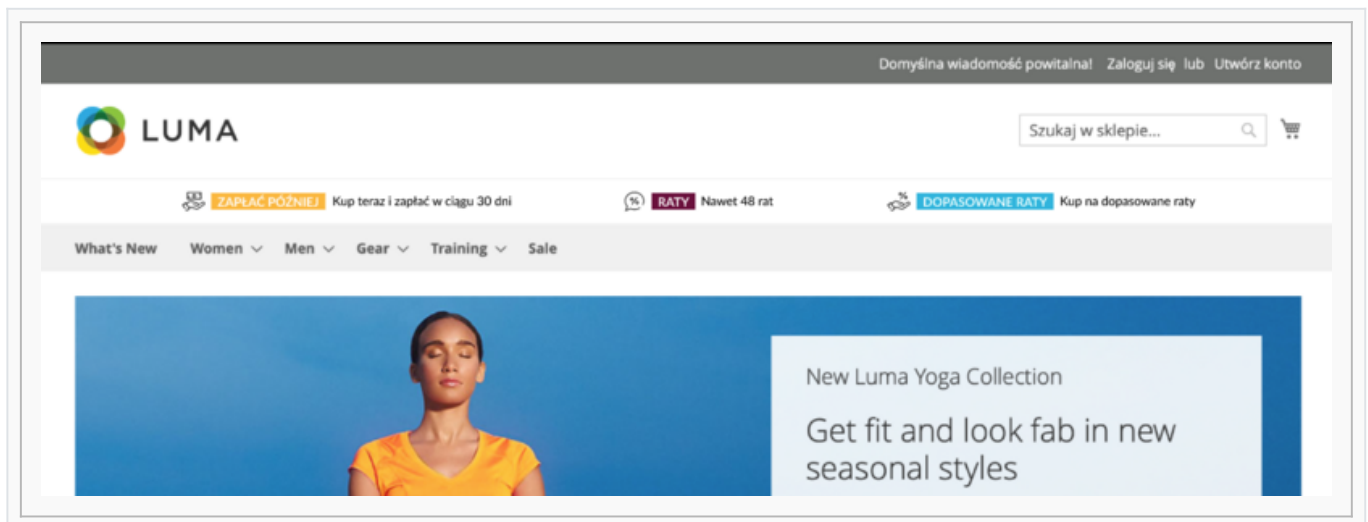 Domyślna wiadomość powitalna! Zaloguj się lub Utwórz konto
LUMA
Szukaj w sklepie...
ZAPŁAĆ PÓŹNIEJ Kup teraz i zapłać w ciągu 30 dni
RATY Nawet 48 rat
DOPASOWANE RATY Kup na dopasowane raty
What's New Women Men Gear Training Sale
New Luma Yoga Collection
Get fit and look fab in new
seasonal styles